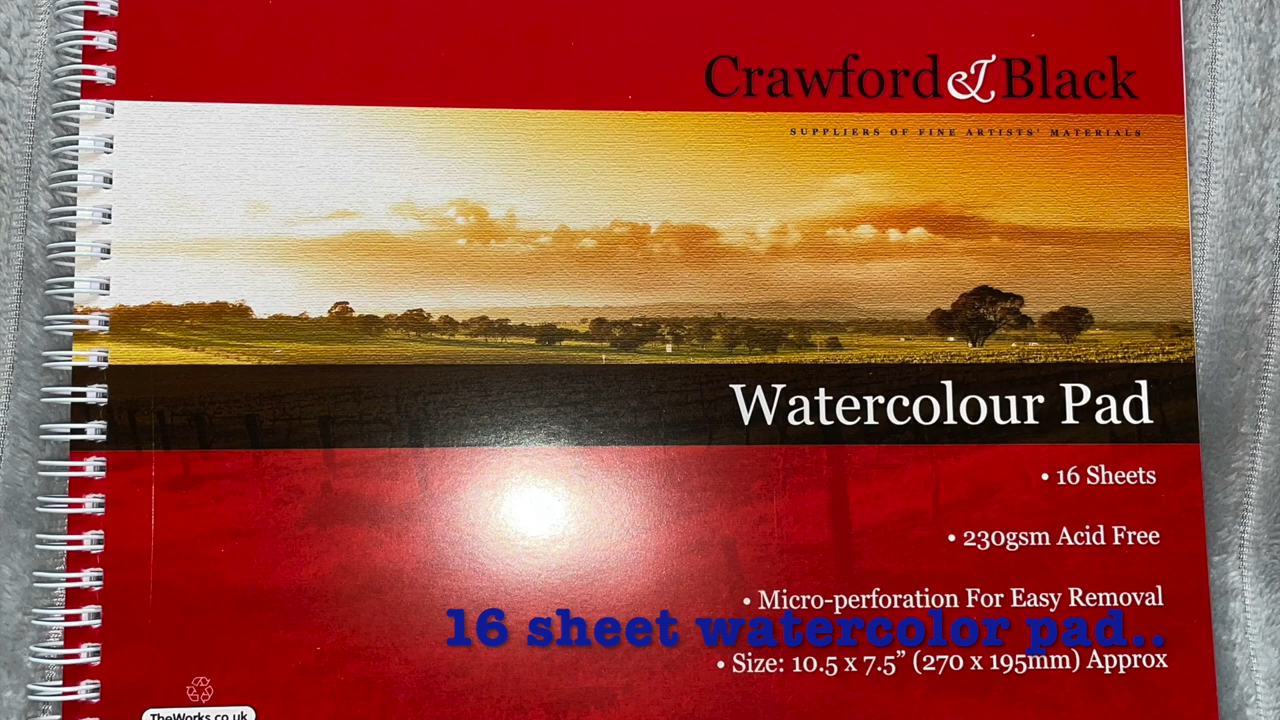 Crawford & Black
SUPPLIERS OF FINE ARTISTS' MATERIALS
Watercolour Pad
• 16 Sheets
• 230gsm Acid Free
• Micro-perforation For Easy Removal
16 sheet watercolor pad..
• Size: 10.5 x 7.5” (270 x 195mm) Approx
TheWorks.co.uk